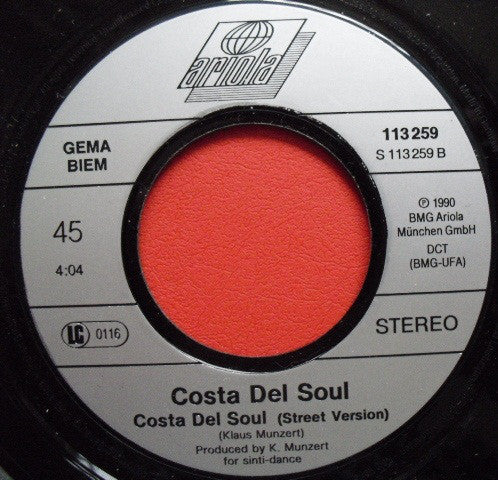 ariola
GEMA
BIEM
45
4:04
LC 0116
113 259
S 113 259 B
℗ 1990
BMG Ariola
München GmbH
DCT
(BMG-UFA)
STEREO
Costa Del Soul
Costa Del Soul (Street Version)
(Klaus Munzert)
Produced by K. Munzert
for sinti-dance